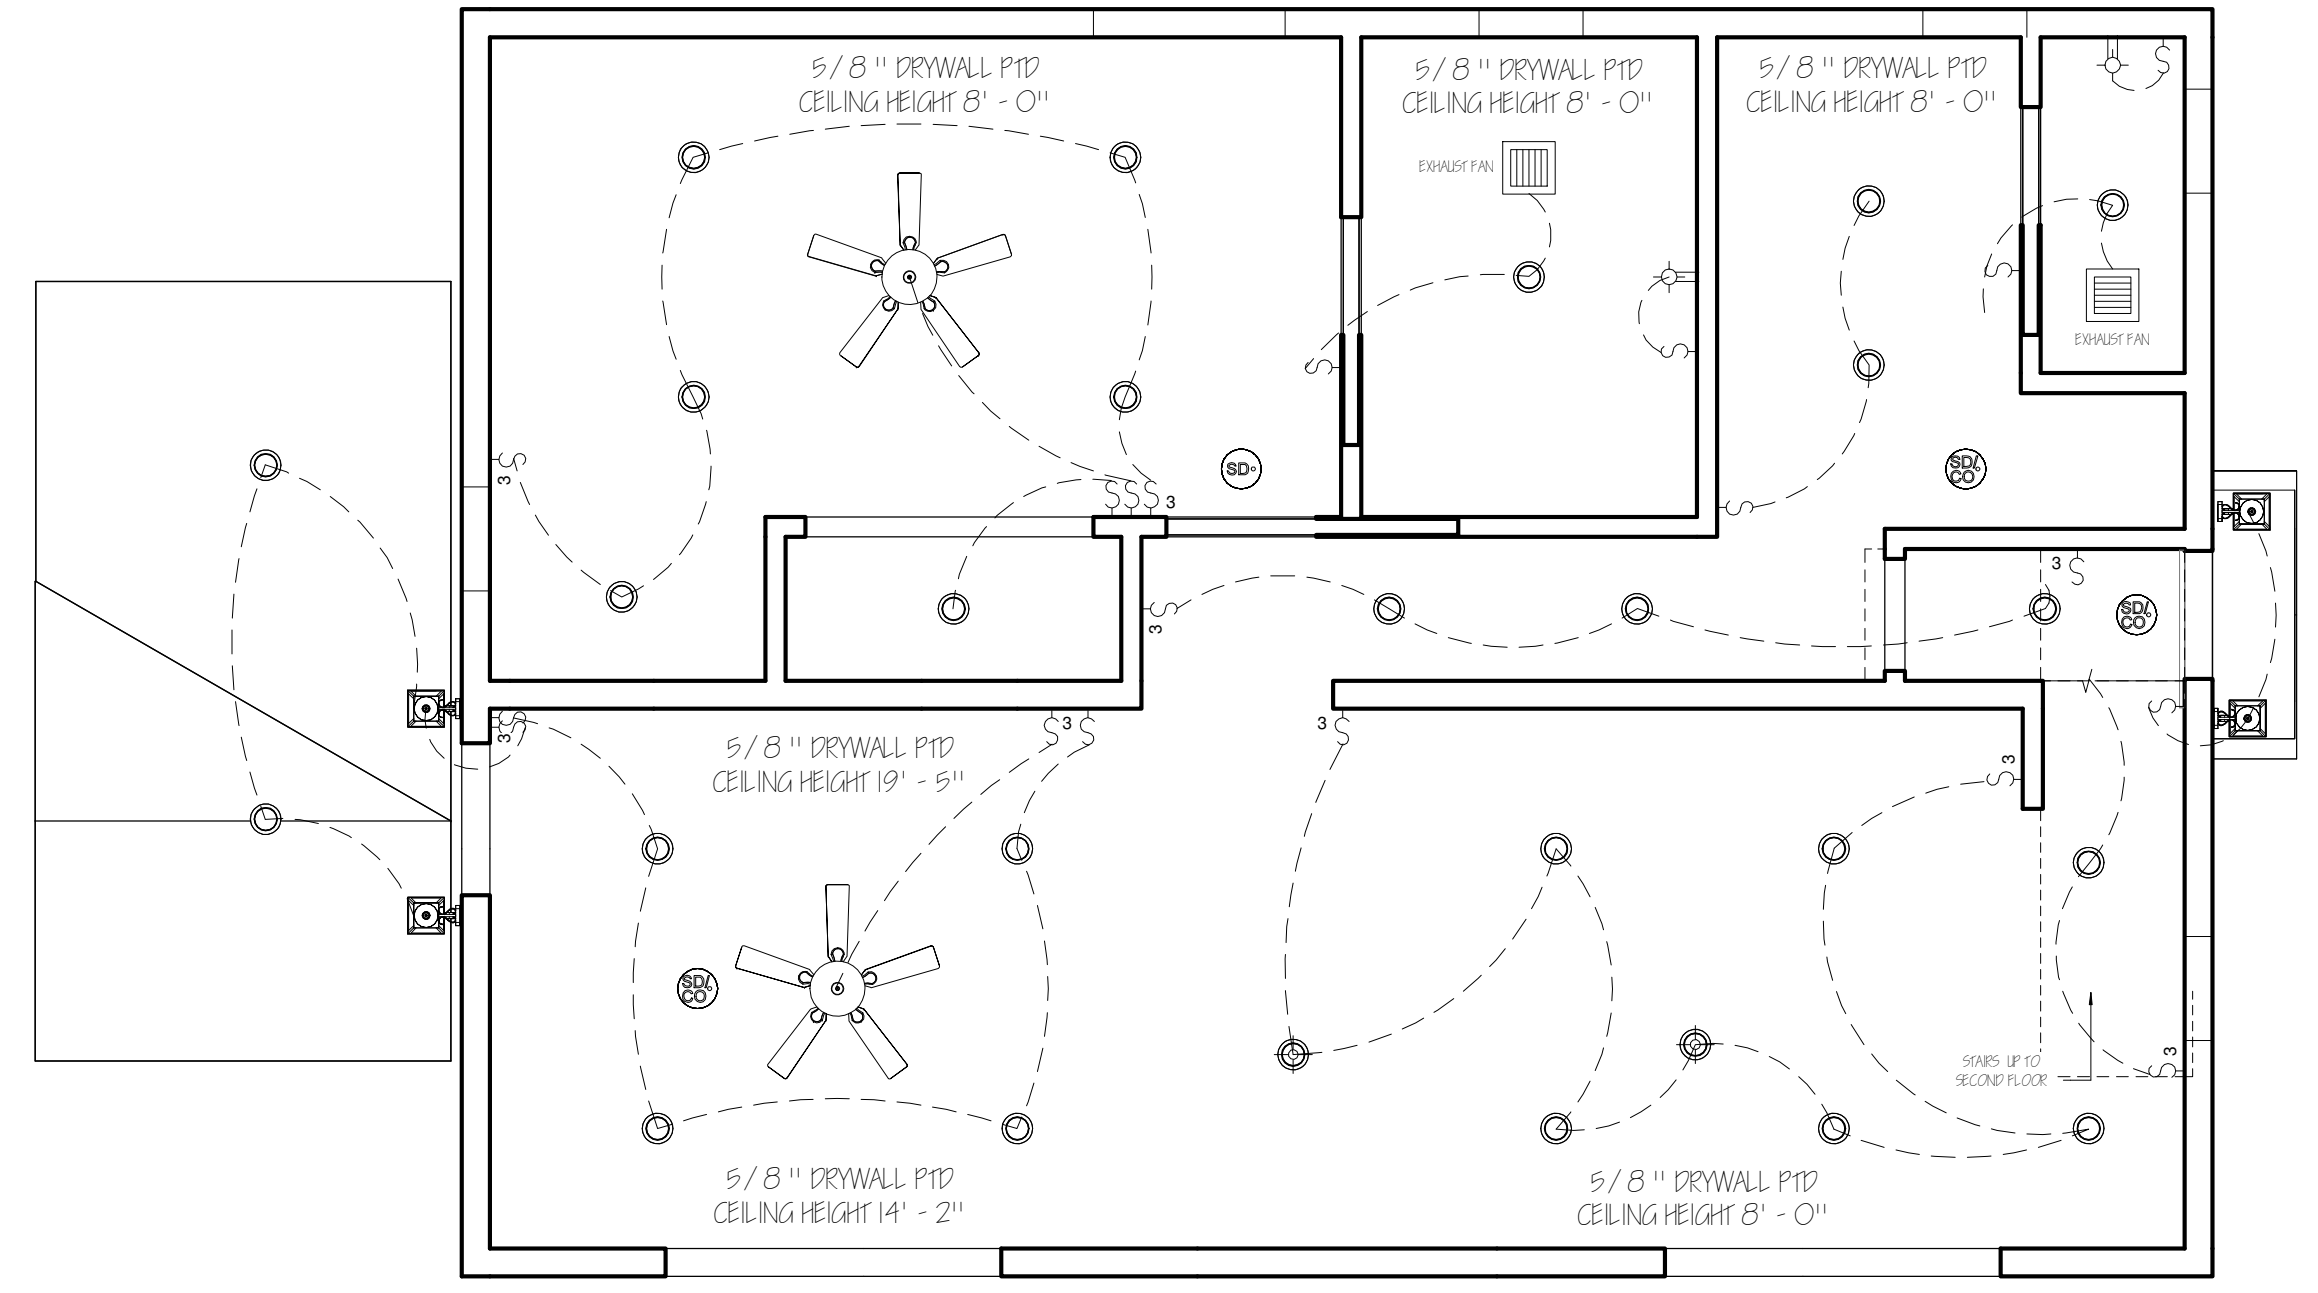 5/8" DRYWALL PTD
CEILING HEIGHT 8' - 0"
5/8" DRYWALL PTD
CEILING HEIGHT 8' - 0"
5/8" DRYWALL PTD
CEILING HEIGHT 8' - 0"
EXHAUST FAN
EXHAUST FAN
S
S
S
S
SD
SD/
CO
S
3
S S S 3
S
3 S
S
3
SD/
CO
S
3
S
S 3 S
3 S
S
5/8" DRYWALL PTD
CEILING HEIGHT 19' - 5"
3
S
SD/
CO
STAIRS UP TO
SECOND FLOOR
3
S
5/8" DRYWALL PTD
CEILING HEIGHT 14' - 2"
5/8" DRYWALL PTD
CEILING HEIGHT 8' - 0"